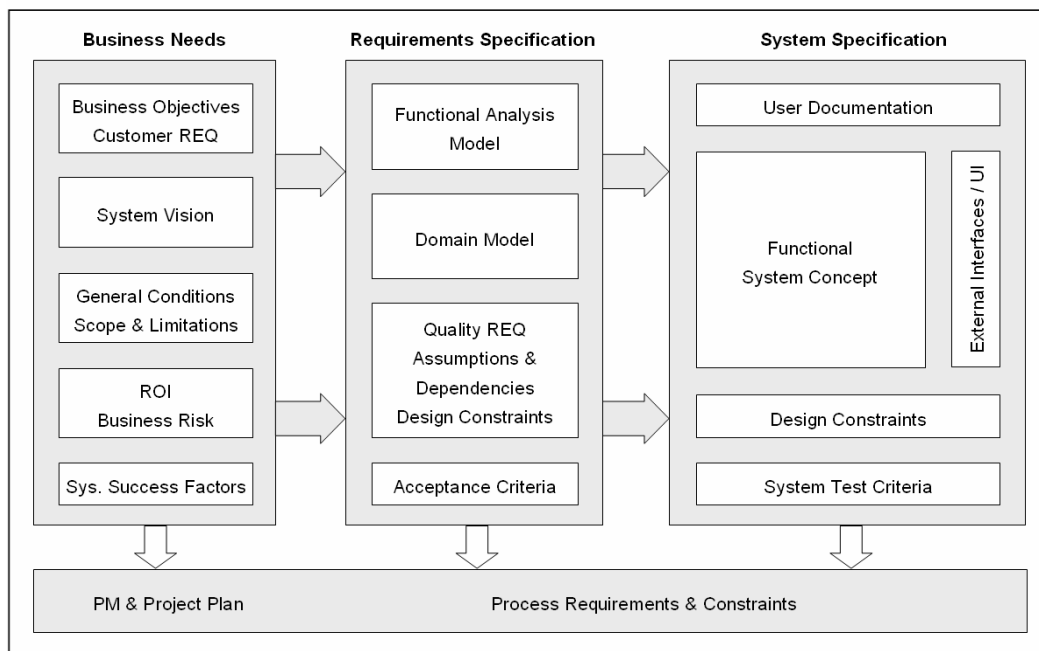 Business Needs
Business Objectives
Customer REQ
System Vision
General Conditions
Scope & Limitations
ROI
Business Risk
Sys. Success Factors
Requirements Specification
Functional Analysis
Model
Domain Model
Quality REQ
Assumptions &
Dependencies
Design Constraints
Acceptance Criteria
System Specification
User Documentation
Functional
System Concept
External Interfaces / UI
Design Constraints
System Test Criteria
PM & Project Plan
Process Requirements & Constraints